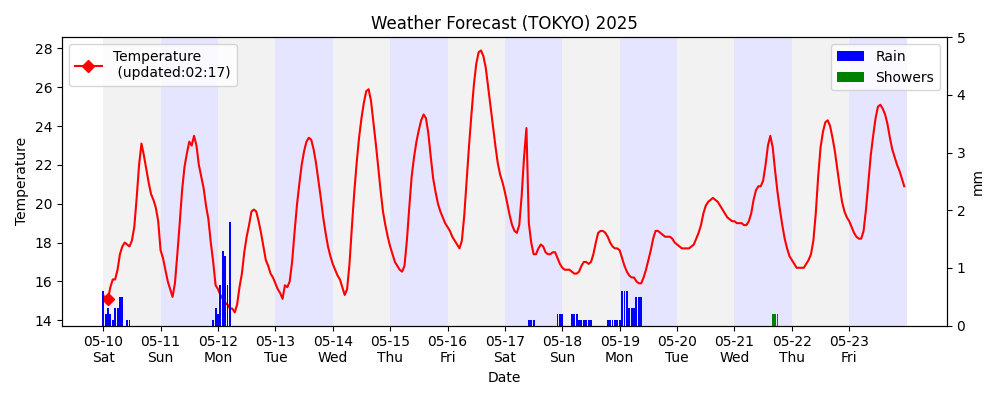 Weather Forecast (TOKYO) 2025
Temperature
(updated:02:17)
Rain
Showers
28
26
24
22
20
18
16
14
Temperature
5
4
3
2
1
0
mm
05-10 05-11 05-12 05-13 05-14 05-15 05-16 05-17 05-18 05-19 05-20 05-21 05-22 05-23
Sat Sun Mon Tue Wed Thu Fri Sat Sun Mon Tue Wed Thu Fri
Date